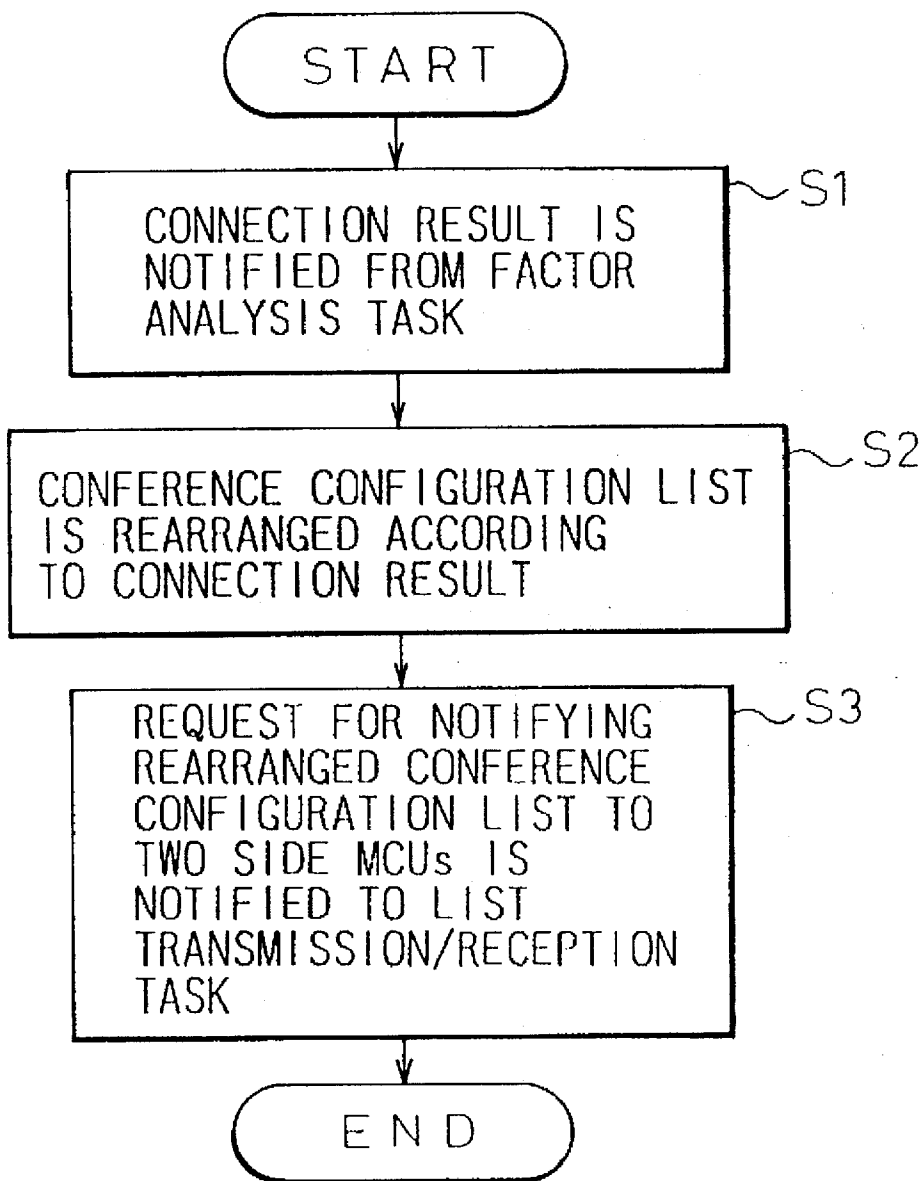 START
S1
CONNECTION RESULT IS
NOTIFIED FROM FACTOR
ANALYSIS TASK
S2
CONFERENCE CONFIGURATION LIST
IS REARRANGED ACCORDING
TO CONNECTION RESULT
S3
REQUEST FOR NOTIFYING
REARRANGED CONFERENCE
CONFIGURATION LIST TO
TWO SIDE MCUs IS
NOTIFIED TO LIST
TRANSMISSION/RECEPTION
TASK
END